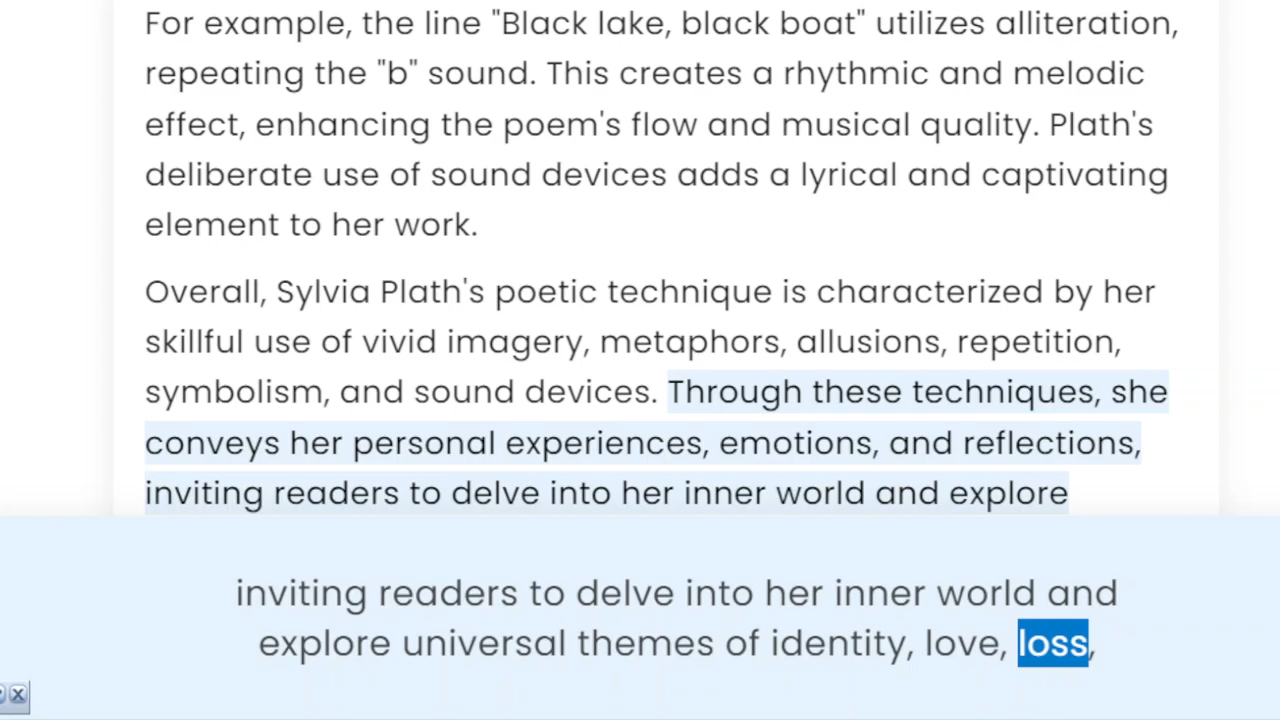 For example, the line "Black lake, black boat" utilizes alliteration,
repeating the "b" sound. This creates a rhythmic and melodic
effect, enhancing the poem's flow and musical quality. Plath's
deliberate use of sound devices adds a lyrical and captivating
element to her work.
Overall, Sylvia Plath's poetic technique is characterized by her
skillful use of vivid imagery, metaphors, allusions, repetition,
symbolism, and sound devices. Through these techniques, she
conveys her personal experiences, emotions, and reflections,
inviting readers to delve into her inner world and explore
inviting readers to delve into her inner world and
explore universal themes of identity, love, loss,